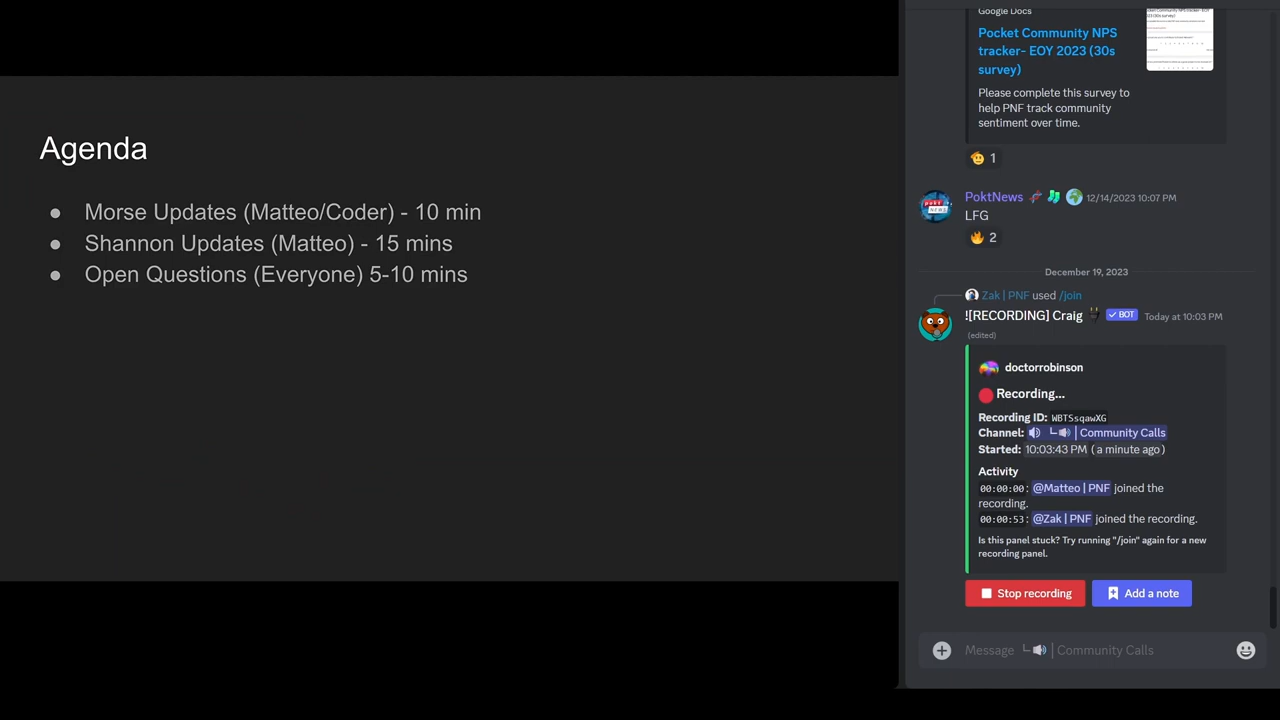 Agenda
● Morse Updates (Matteo/Coder) - 10 min
● Shannon Updates (Matteo) - 15 mins
● Open Questions (Everyone) 5-10 mins
Google Docs
Pocket Community NPS
tracker- EOY 2023 (30s
survey)
Please complete this survey to
help PNF track community
sentiment over time.
1
PoktNews 12/14/2023 10:07 PM
LFG
2
December 19, 2023
Zak | PNF used /join
![RECORDING] Craig BOT Today at 10:03 PM
(edited)
doctorrobinson
Recording...
Recording ID: WBTSsqawXG
Channel: | Community Calls
Started: 10:03:43 PM (a minute ago)
Activity
00:00:00: @Matteo | PNF joined the
recording.
00:00:53: @Zak | PNF joined the recording.
Is this panel stuck? Try running "/join" again for a new
recording panel.
Stop recording Add a note
Message | Community Calls